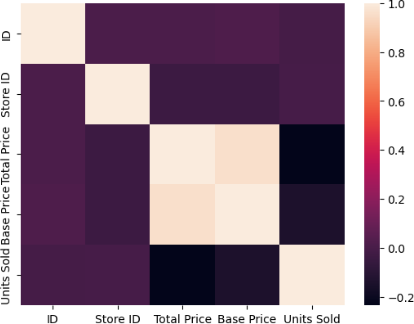 ID
Store ID
Total Price
Base Price
Units Sold
ID
Store ID
Total Price
Base Price
Units Sold
1.0
0.8
0.6
0.4
0.2
0.0
−0.2